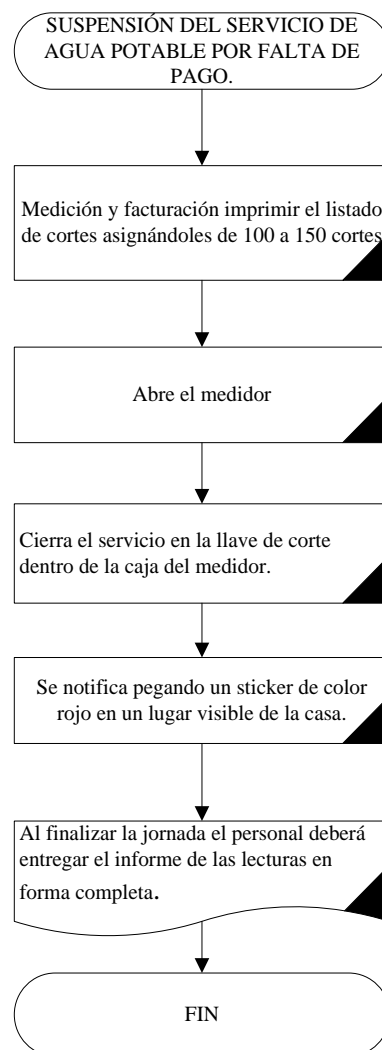 SUSPENSIÓN DEL SERVICIO DE
AGUA POTABLE POR FALTA DE
PAGO.
Medición y facturación imprimir el listado
de cortes asignándoles de 100 a 150 cortes
Abre el medidor
Cierra el servicio en la llave de corte
dentro de la caja del medidor.
Se notifica pegando un sticker de color
rojo en un lugar visible de la casa.
Al finalizar la jornada el personal deberá
entregar el informe de las lecturas en
forma completa.
FIN